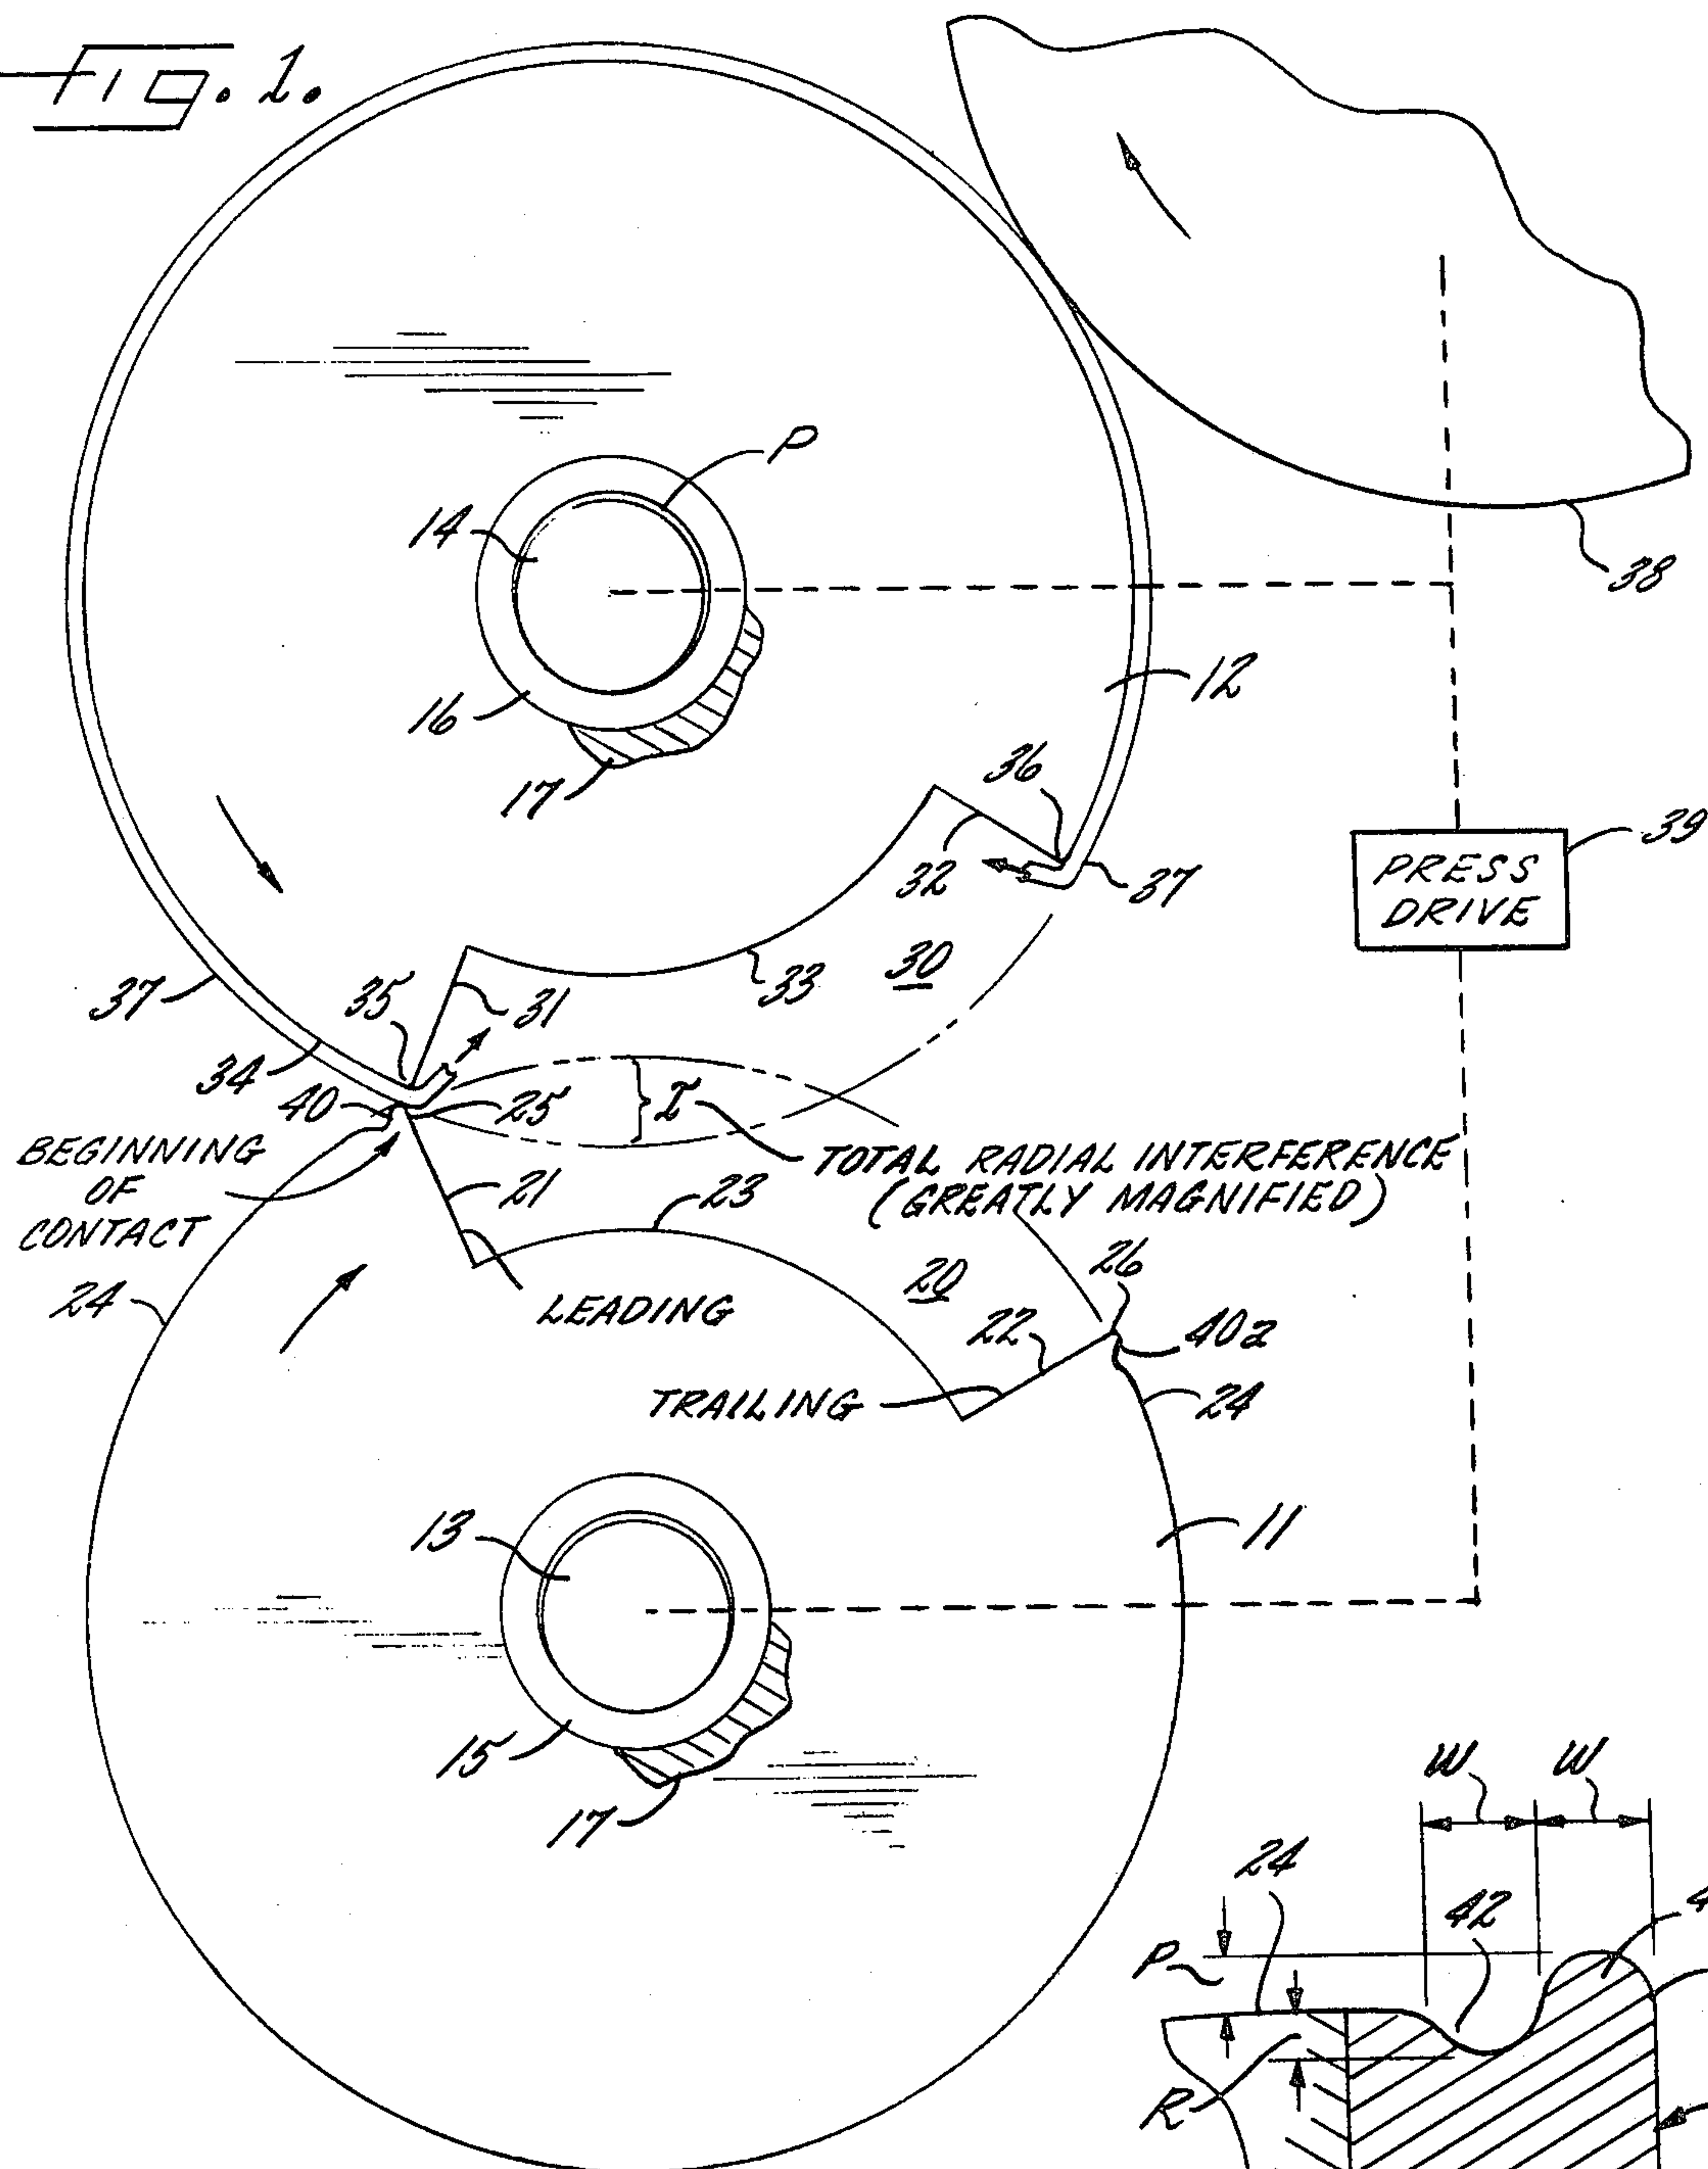 Fig. 1.
P
14
38
16
12
17
36
39
PRESS
DRIVE
32
37
30
37
35
31
33
34
40
25
I
BEGINNING
OF
CONTACT
TOTAL RADIAL INTERFERENCE
(GREATLY MAGNIFIED)
21
23
24
26
20
LEADING
22
40a
TRAILING
24
13
11
15
17
W
W
24
42
P
R